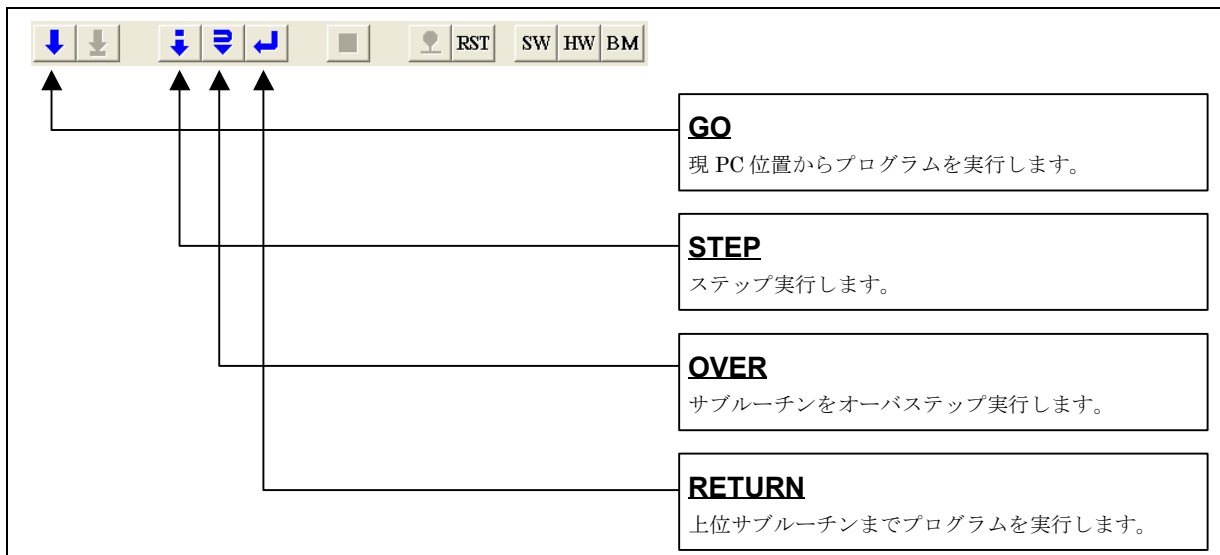 RST SW HW BM
GO
現 PC 位置からプログラムを実行します。
STEP
ステップ実行します。
OVER
サブルーチンをオーバステップ実行します。
RETURN
上位サブルーチンまでプログラムを実行します。